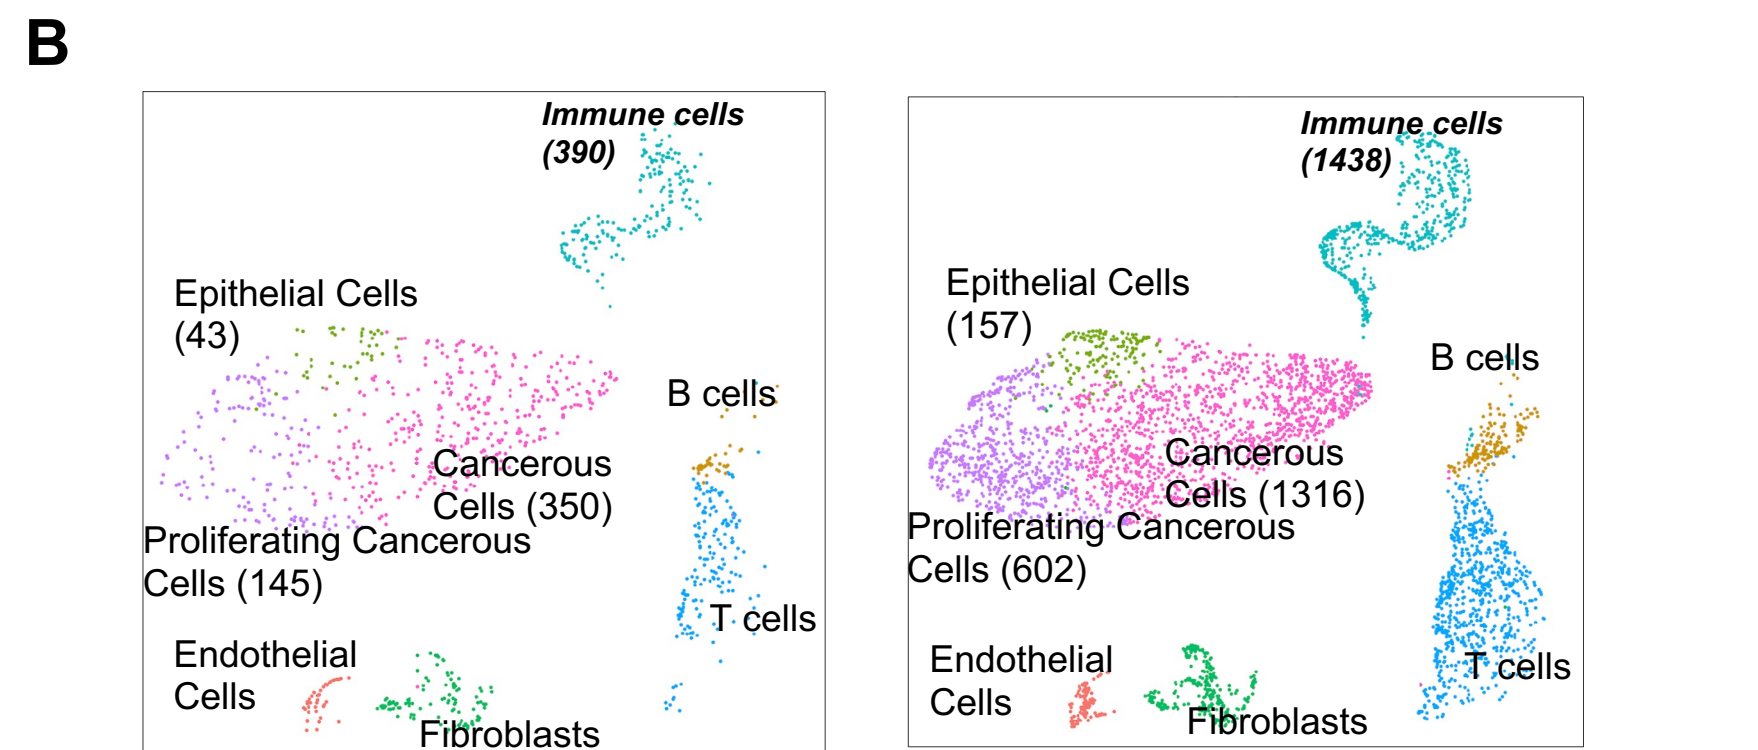 B
Immune cells
(390)
Epithelial Cells
(43)
B cells
Cancerous
Cells (350)
Proliferating Cancerous
Cells (145)
T cells
Endothelial
Cells
Fibroblasts
Immune cells
(1438)
Epithelial Cells
(157)
B cells
Cancerous
Cells (1316)
Proliferating Cancerous
Cells (602)
T cells
Endothelial
Cells
Fibroblasts